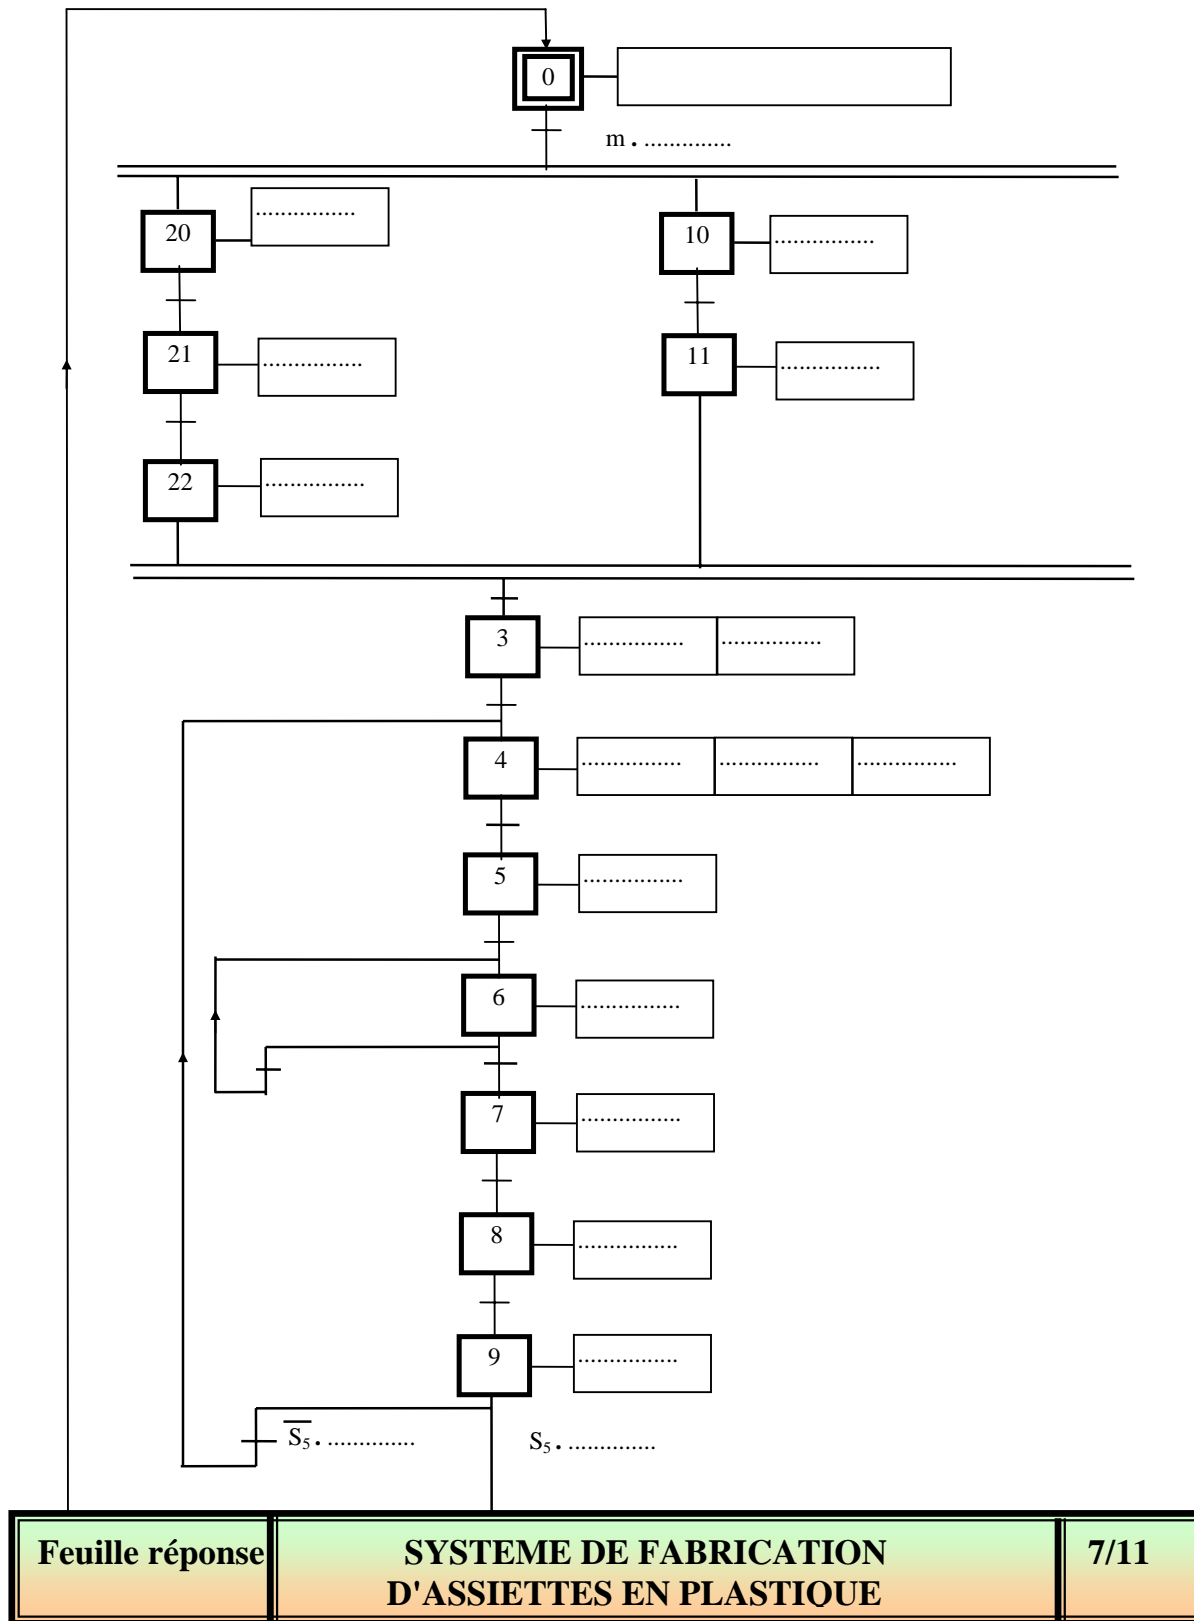 0
m . ..............
20 ................
10 ................
21 ................
11 ................
22 ................
3 ................ ................
4 ................ ................ ................
5 ................
6 ................
7 ................
8 ................
9 ................
S̅₅ . ..............
S₅ . ..............
Feuille réponse
SYSTEME DE FABRICATION
D'ASSIETTES EN PLASTIQUE
7/11